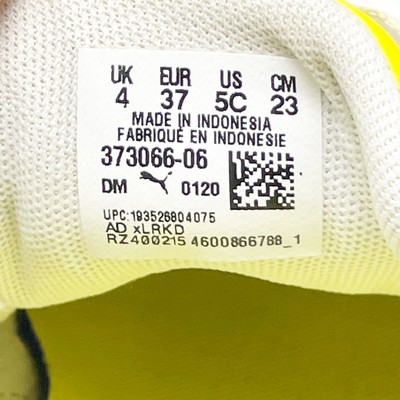 UK EUR US CM
4 37 5C 23
MADE IN INDONESIA
FABRIQUÉ EN INDONESIE
373066-06
DM 0120
UPC:193526804075
AD xLRKD
RZ400215 4600866788_1